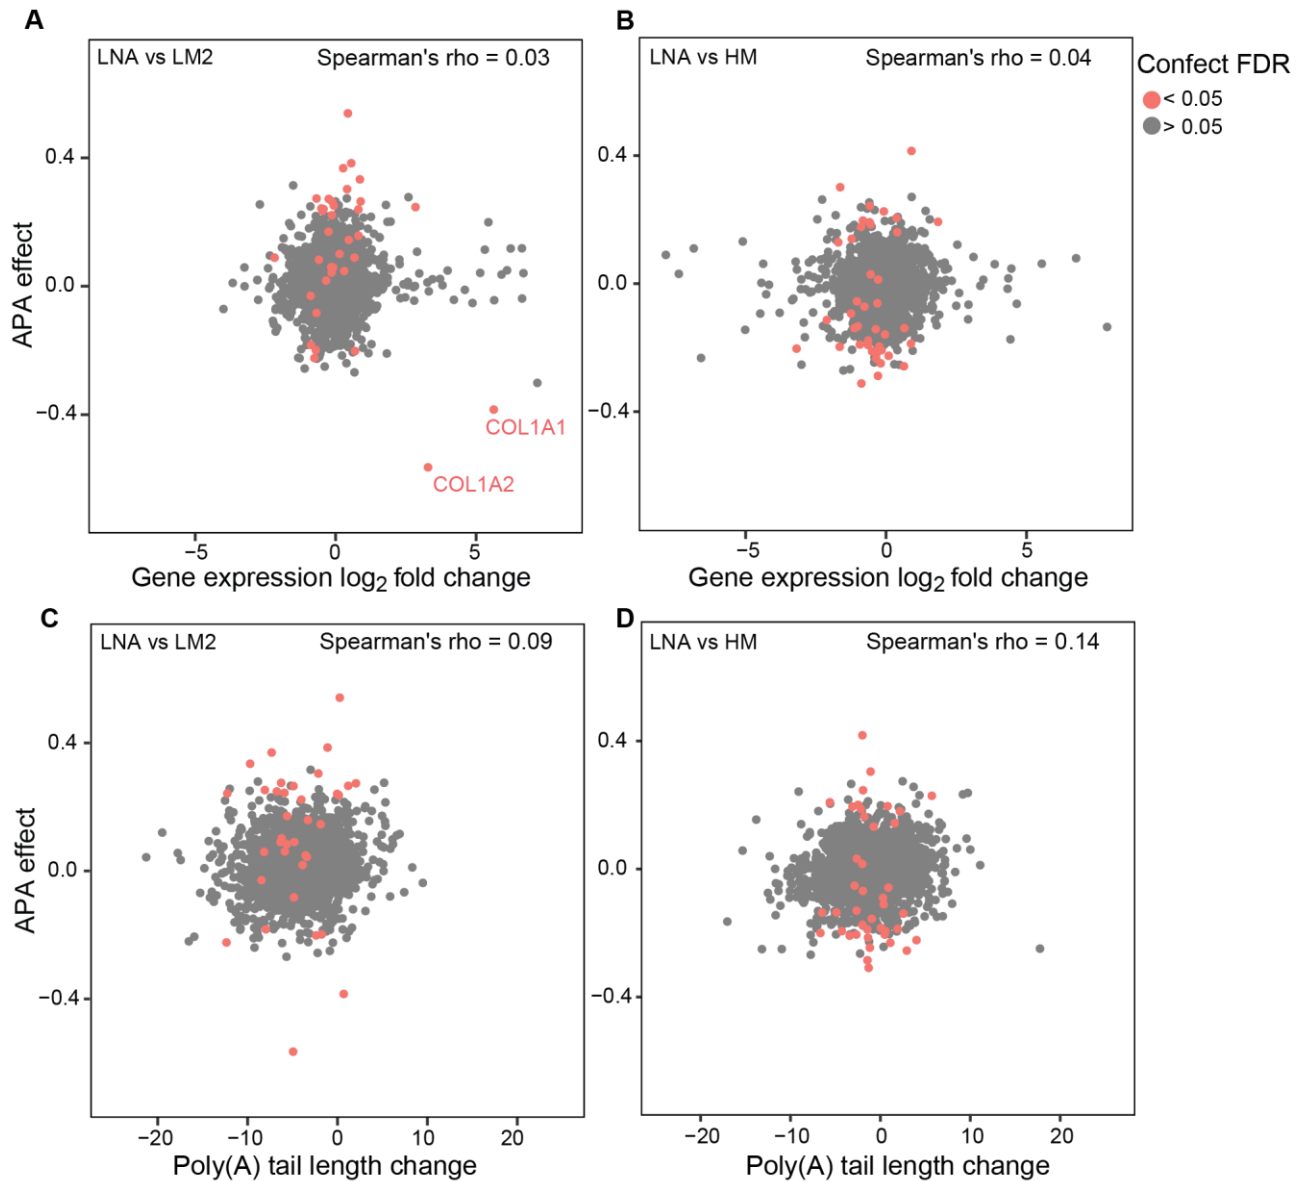 A
LNA vs LM2
Spearman's rho = 0.03
0.4
0.0
−0.4
APA effect
COL1A1
COL1A2
−5
0
5
Gene expression log2 fold change
B
LNA vs HM
Spearman's rho = 0.04
0.4
0.0
−0.4
−5
0
5
Gene expression log2 fold change
Confect FDR
< 0.05
> 0.05
C
LNA vs LM2
Spearman's rho = 0.09
0.4
0.0
−0.4
APA effect
−20
−10
0
10
20
Poly(A) tail length change
D
LNA vs HM
Spearman's rho = 0.14
0.4
0.0
−0.4
−20
−10
0
10
20
Poly(A) tail length change